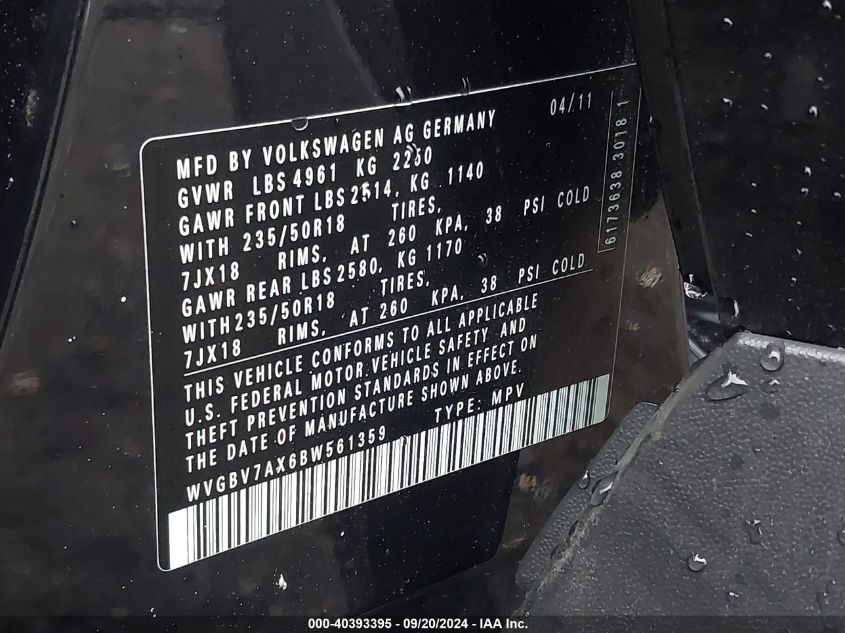 04/11
MFD BY VOLKSWAGEN AG GERMANY
GVWR LBS 4961 KG 2250
GAWR FRONT LBS 2514, KG 1140
WITH 235/50R18 TIRES,
7JX18 RIMS, AT 260 KPA, 38 PSI COLD
GAWR REAR LBS 2580, KG 1170
WITH 235/50R18 TIRES,
7JX18 RIMS, AT 260 KPA, 38 PSI COLD
THIS VEHICLE CONFORMS TO ALL APPLICABLE
U.S. FEDERAL MOTOR VEHICLE SAFETY AND
THEFT PREVENTION STANDARDS IN EFFECT ON
THE DATE OF MANUFACTURE SHOWN ABOVE.
WVGBV7AX6BW561359 TYPE: MPV
6173638 3018 1
000-40393395 - 09/20/2024 - IAA Inc.